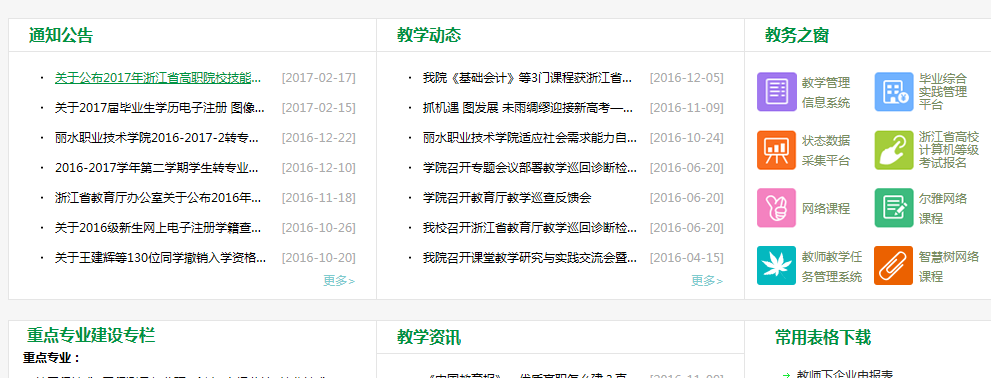 通知公告
关于公布2017年浙江省高职院校技能... [2017-02-17]
关于2017届毕业生学历电子注册 图像... [2017-02-15]
丽水职业技术学院2016-2017-2转专... [2016-12-22]
2016-2017学年第二学期学生转专业... [2016-12-10]
浙江省教育厅办公室关于公布2016年... [2016-11-18]
关于2016级新生网上电子注册学籍查... [2016-10-26]
关于王建辉等130位同学撤销入学资格... [2016-10-20]
更多>
教学动态
我院《基础会计》等3门课程获浙江省... [2016-12-05]
抓机遇 图发展 未雨绸缪迎接新高考—... [2016-11-09]
丽水职业技术学院适应社会需求能力自... [2016-10-24]
学院召开专题会议部署教学巡回诊断检... [2016-06-20]
学院召开教育厅教学巡查反馈会 [2016-06-20]
我校召开浙江省教育厅教学巡回诊断检... [2016-06-20]
我院召开课堂教学研究与实践交流会暨... [2016-04-15]
更多>
教务之窗
教学管理
信息系统
毕业综合
实践管理
平台
状态数据
采集平台
浙江省高校
计算机等级
考试报名
网络课程
尔雅网络
课程
教师教学任
务管理系统
智慧树网络
课程
重点专业建设专栏
重点专业：
教学资讯
常用表格下载
教师下企业申报表